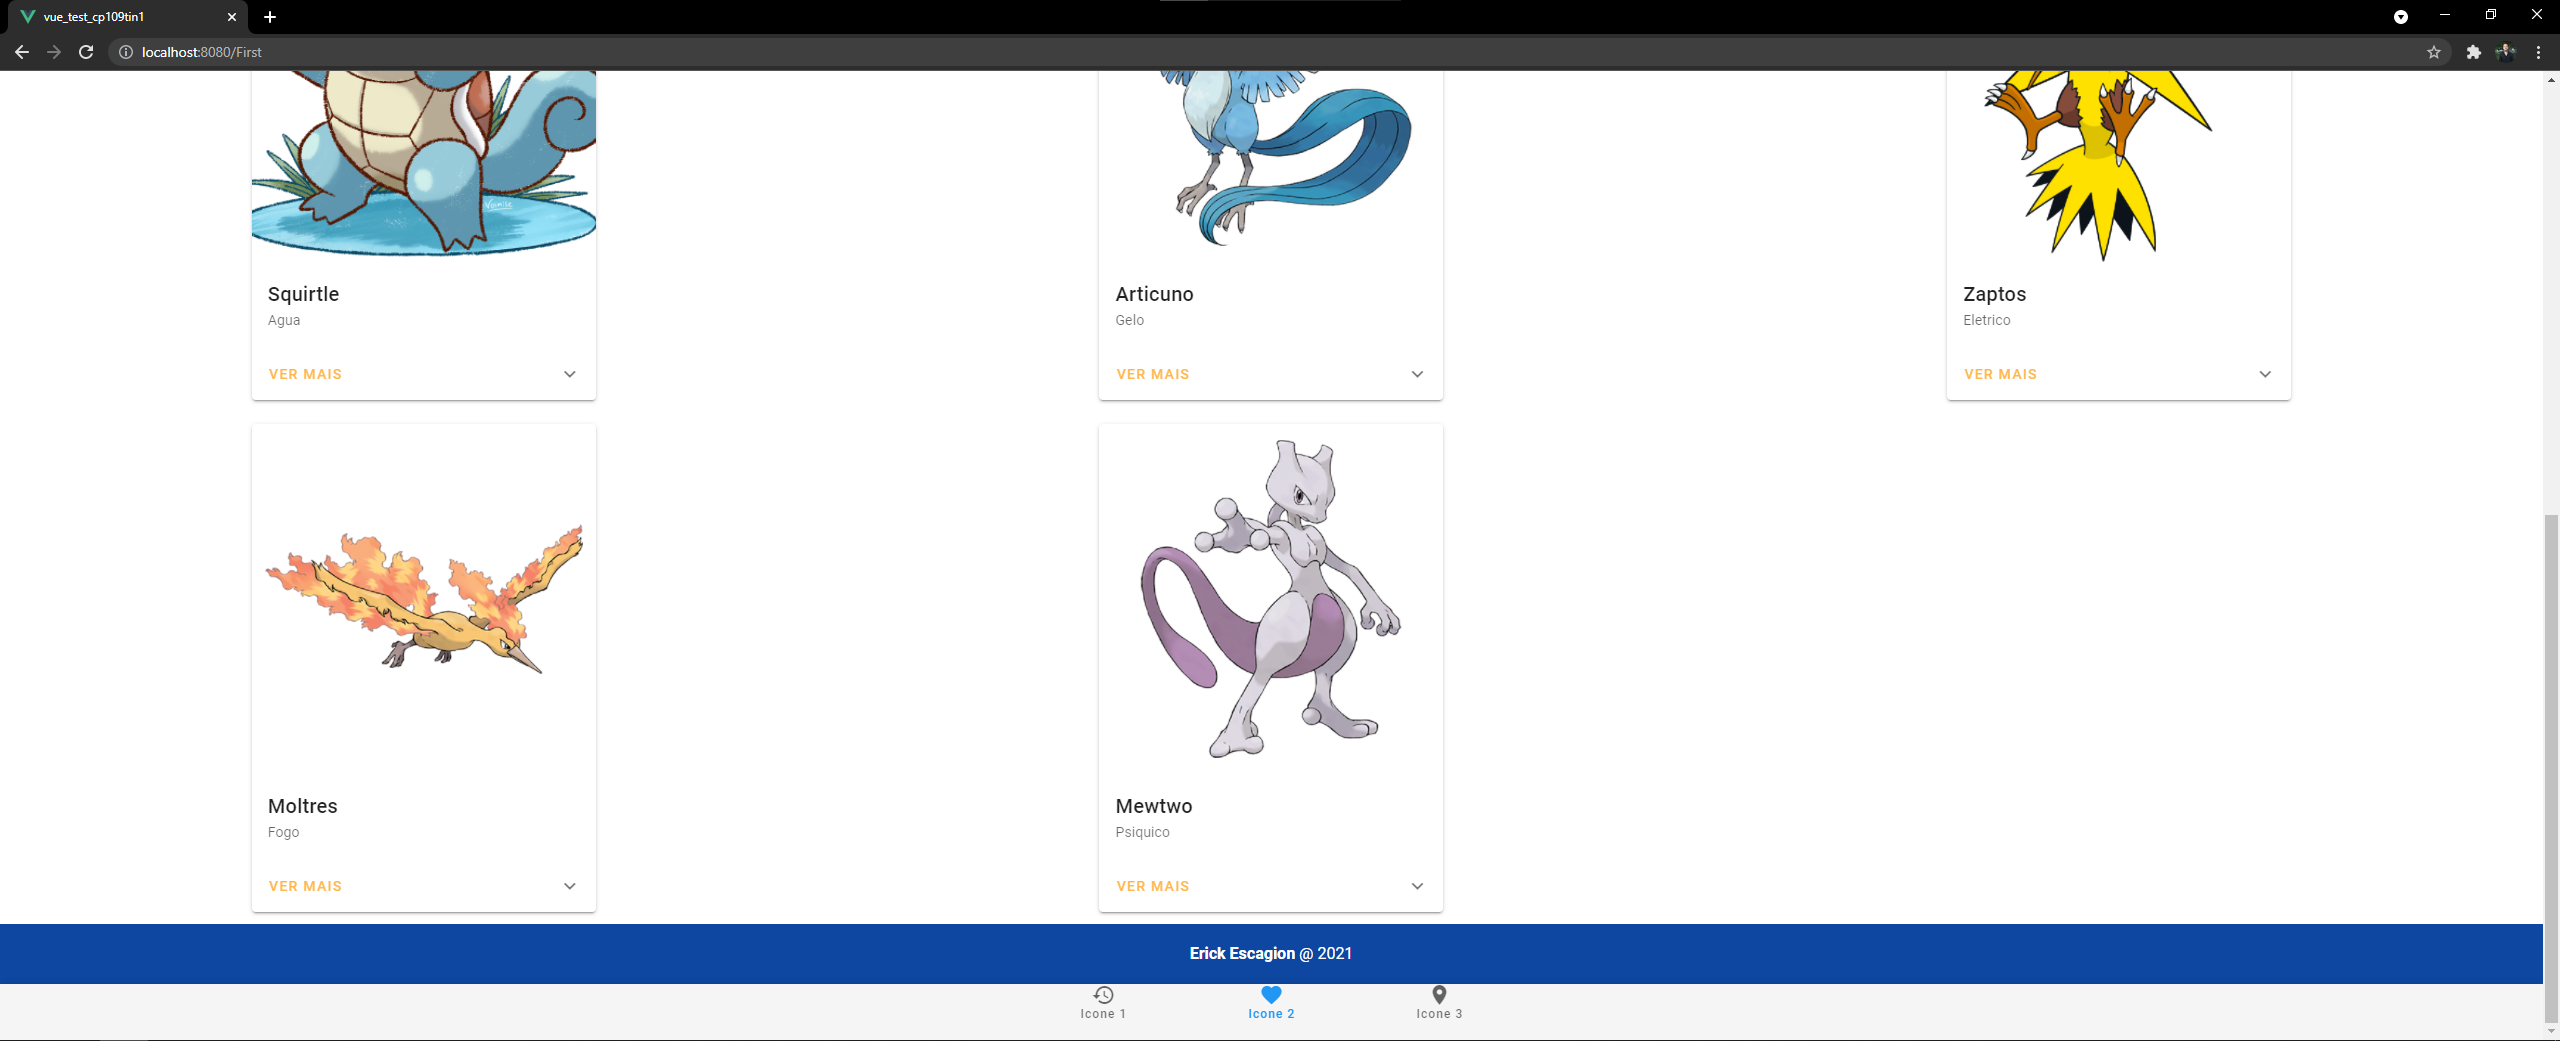 vue_test_cp109tin1
localhost:8080/First
Volmise
Squirtle
Agua
VER MAIS
Articuno
Gelo
VER MAIS
Zaptos
Eletrico
VER MAIS
Moltres
Fogo
VER MAIS
Mewtwo
Psiquico
VER MAIS
Erick Escagion @ 2021
Icone 1
Icone 2
Icone 3